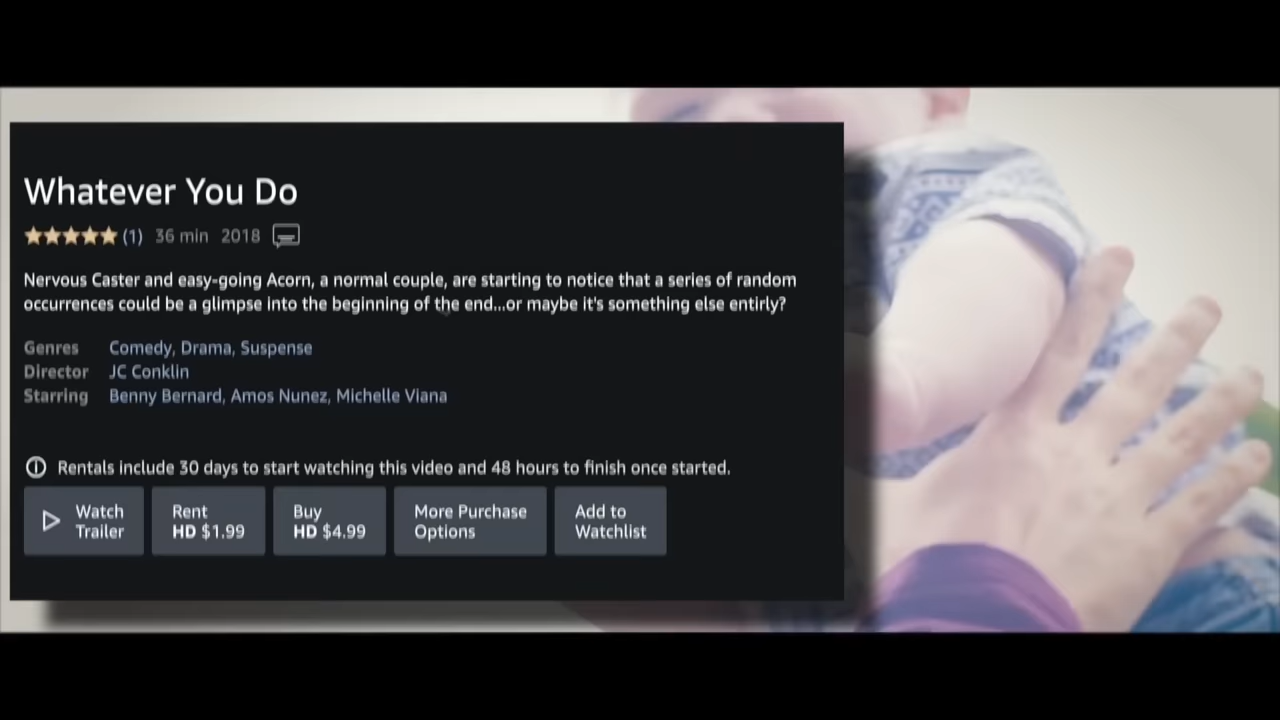 Whatever You Do
(1) 36 min 2018
Nervous Caster and easy-going Acorn, a normal couple, are starting to notice that a series of random
occurrences could be a glimpse into the beginning of the end...or maybe it's something else entirly?
Genres Comedy, Drama, Suspense
Director JC Conklin
Starring Benny Bernard, Amos Nunez, Michelle Viana
Rentals include 30 days to start watching this video and 48 hours to finish once started.
Watch Trailer
Rent HD $1.99
Buy HD $4.99
More Purchase Options
Add to Watchlist